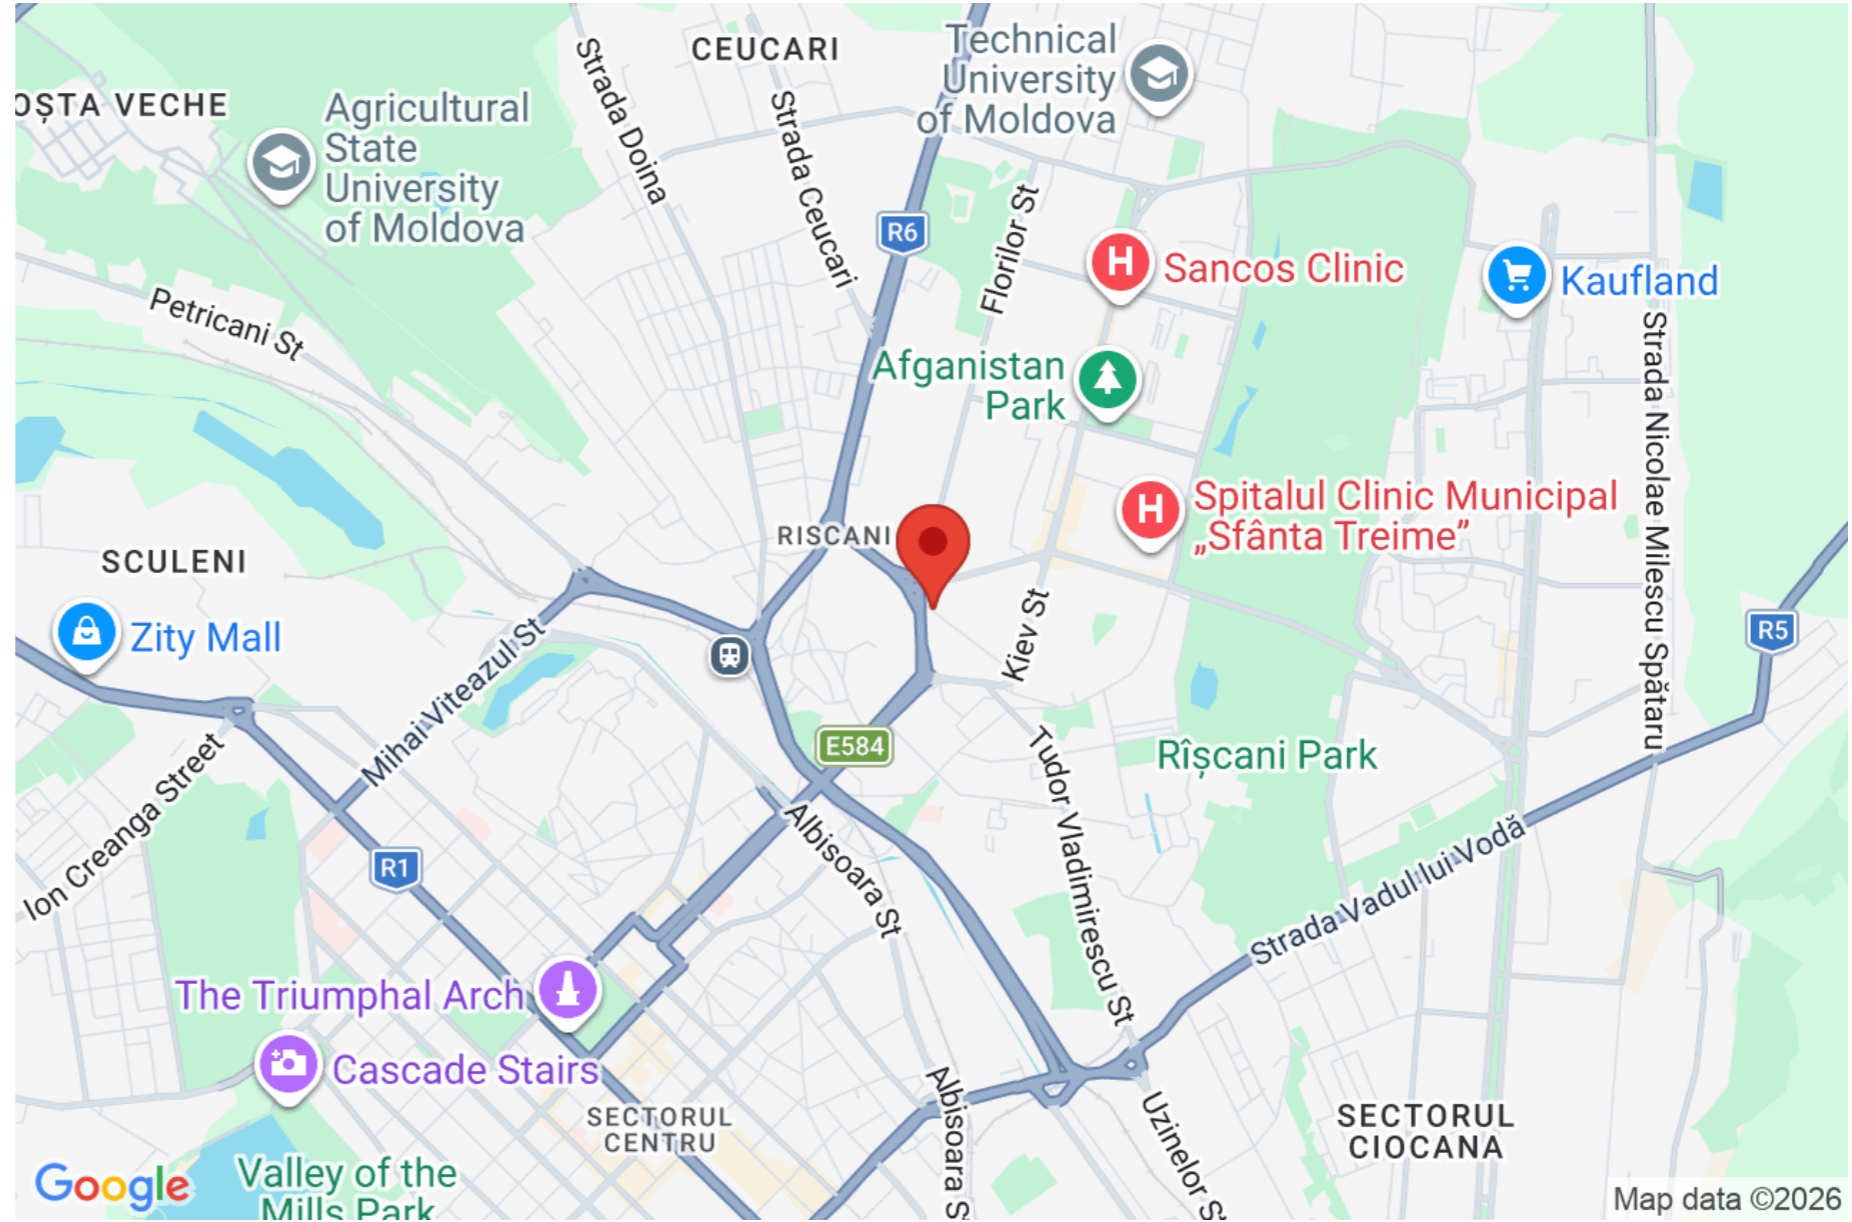 CEUCARI
Technical
University
of Moldova
OȘTA VECHE
Agricultural
State
University
of Moldova
Strada Doina
Strada Ceucari
R6
Florilor St
Sancos Clinic
Kaufland
Petricani St
Afganistan
Park
Strada Nicolae Milescu Spătaru
Spitalul Clinic Municipal
„Sfânta Treime”
RISCANI
SCULENI
Zity Mall
Kiev St
R5
Mihai Viteazul St
E584
Rîșcani Park
Ion Creanga Street
Tudor Vladimirescu St
Albisoara St
R1
Strada Vadul lui Vodă
The Triumphal Arch
Cascade Stairs
SECTORUL
CENTRU
Albisoara S
Uzinelor S
SECTORUL
CIOCANA
Valley of the
Mills Park
Google
Map data ©2026